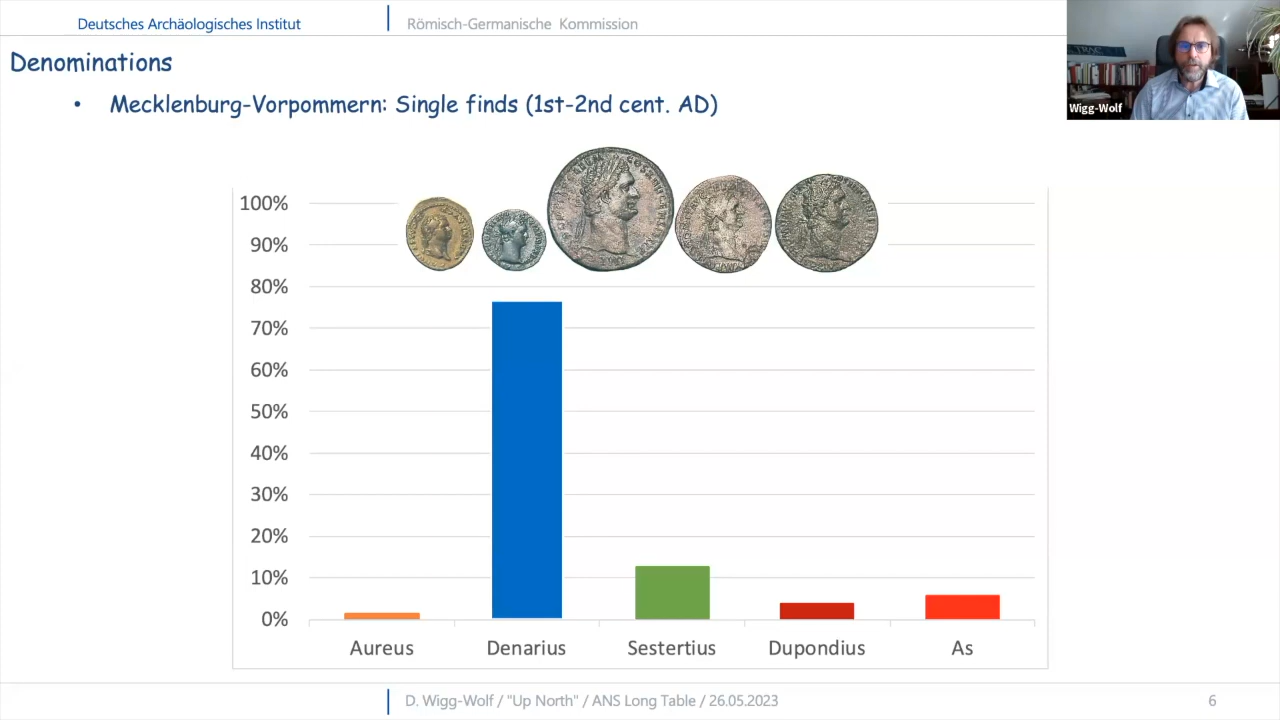 Deutsches Archäologisches Institut
Römisch-Germanische Kommission
Denominations
• Mecklenburg-Vorpommern: Single finds (1st-2nd cent. AD)
Wigg-Wolf
100%
90%
80%
70%
60%
50%
40%
30%
20%
10%
0%
Aureus Denarius Sestertius Dupondius As
D. Wigg-Wolf / "Up North" / ANS Long Table / 26.05.2023
6